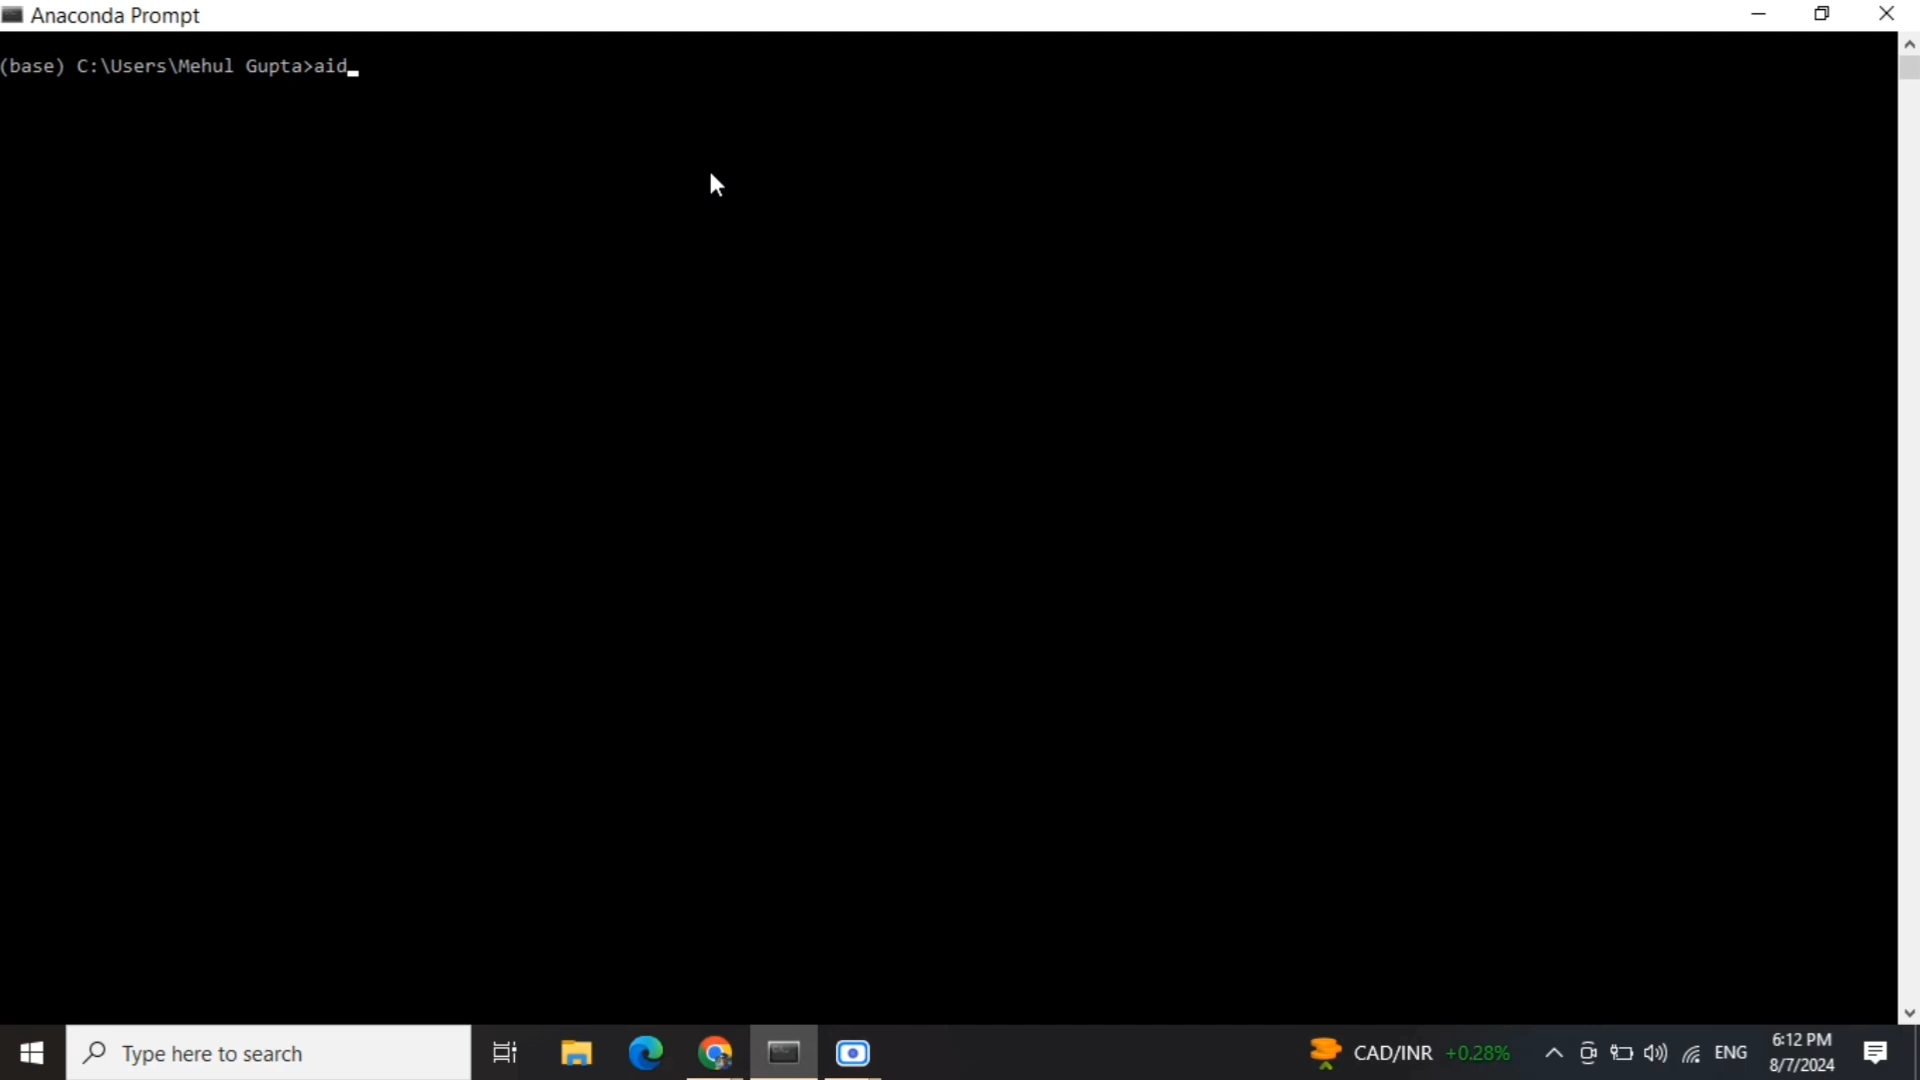 Anaconda Prompt
(base) C:\Users\Mehul Gupta>aid
Type here to search
CAD/INR +0.28%
ENG
6:12 PM
8/7/2024